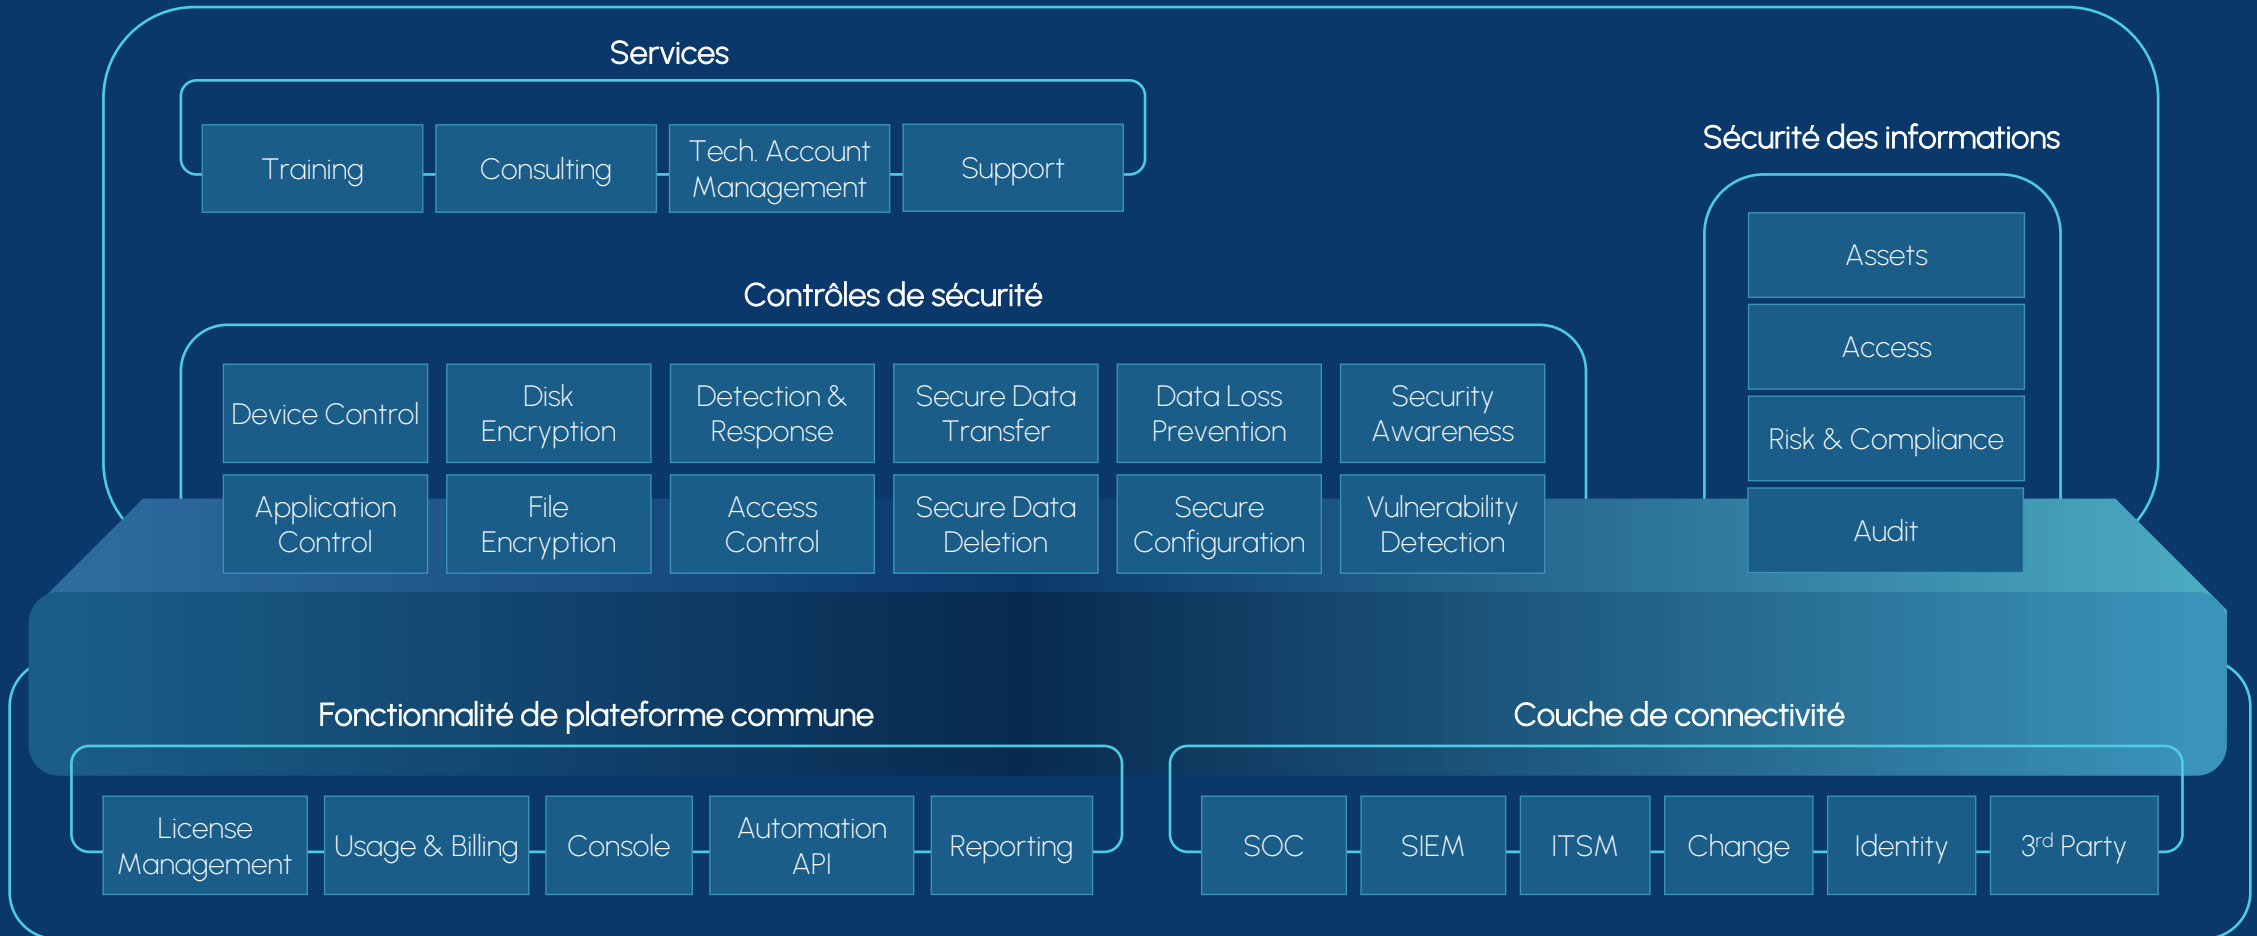 Services
Training
Consulting
Tech. Account
Management
Support
Sécurité des informations
Assets
Access
Risk & Compliance
Audit
Contrôles de sécurité
Device Control
Disk
Encryption
Detection &
Response
Secure Data
Transfer
Data Loss
Prevention
Security
Awareness
Application
Control
File
Encryption
Access
Control
Secure Data
Deletion
Secure
Configuration
Vulnerability
Detection
Fonctionnalité de plateforme commune
License
Management
Usage & Billing
Console
Automation
API
Reporting
Couche de connectivité
SOC
SIEM
ITSM
Change
Identity
3rd Party